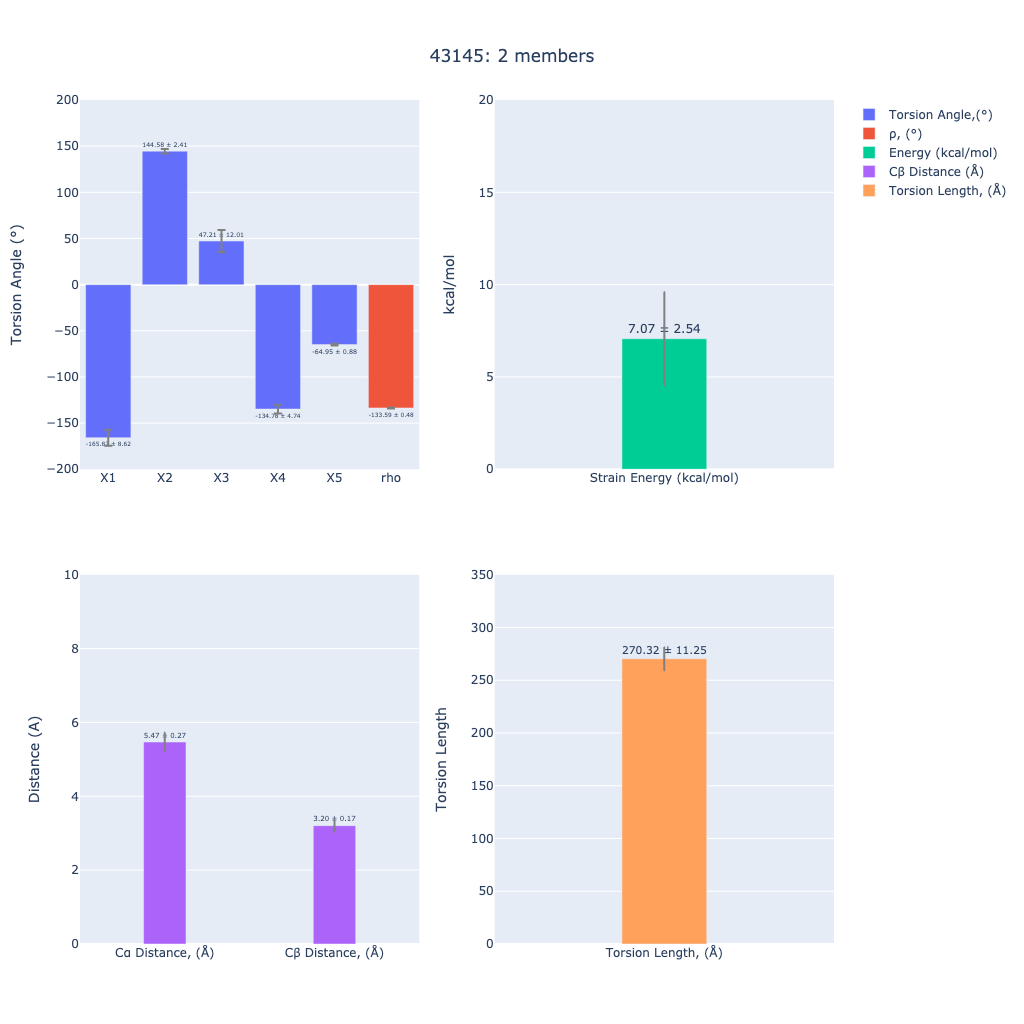 43145: 2 members
Torsion Angle (°)
200
150
100
50
0
−50
−100
−150
−200
144.58 ± 2.41
47.21 ± 12.01
-64.95 ± 0.88
-134.78 ± 4.74
-133.59 ± 0.48
± 8.62
X1 X2 X3 X4 X5 rho
kcal/mol
20
15
10
5
0
7.07 ± 2.54
Strain Energy (kcal/mol)
Torsion Angle,(°)
ρ, (°)
Energy (kcal/mol)
Cβ Distance (Å)
Torsion Length, (Å)
Distance (A)
10
8
6
4
2
0
5.47 ± 0.27
3.20 ± 0.17
Cα Distance, (Å) Cβ Distance, (Å)
Torsion Length
350
300
250
200
150
100
50
0
270.32 ± 11.25
Torsion Length, (Å)